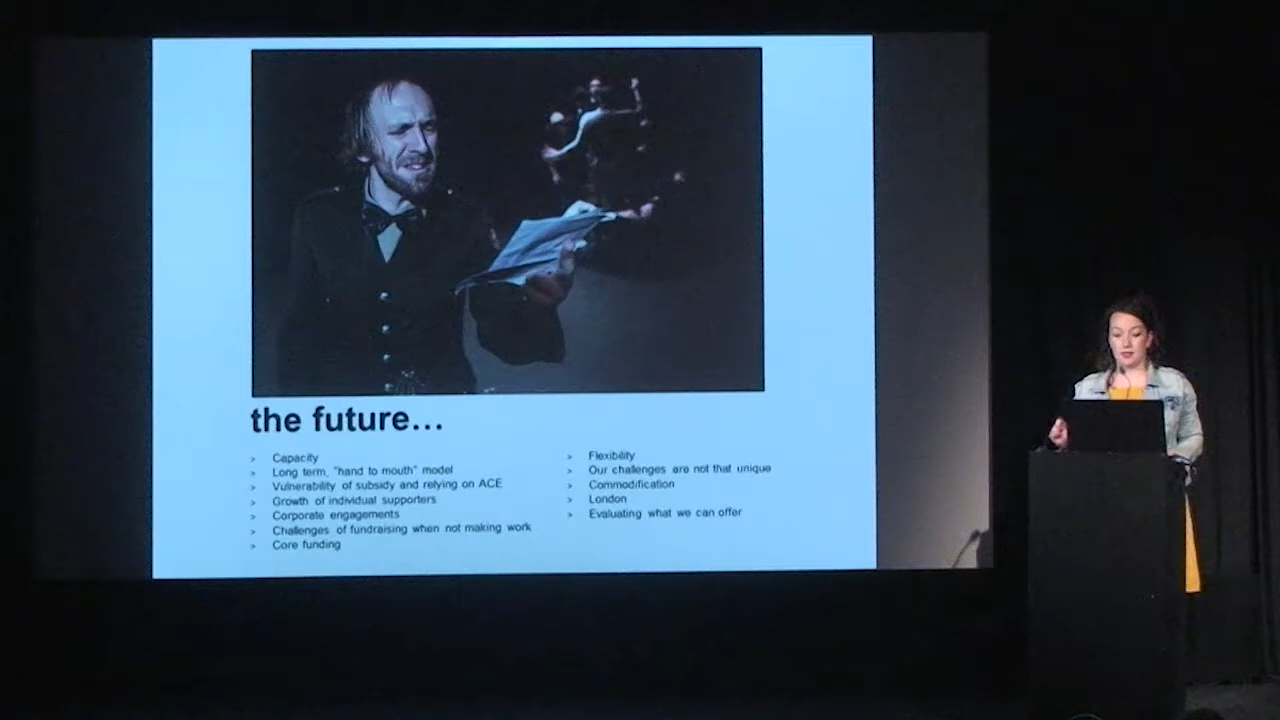 the future...
> Capacity
> Long term, "hand to mouth" model
> Vulnerability of subsidy and relying on ACE
> Growth of individual supporters
> Corporate engagements
> Challenges of fundraising when not making work
> Core funding
> Flexibility
> Our challenges are not that unique
> Commodification
> London
> Evaluating what we can offer